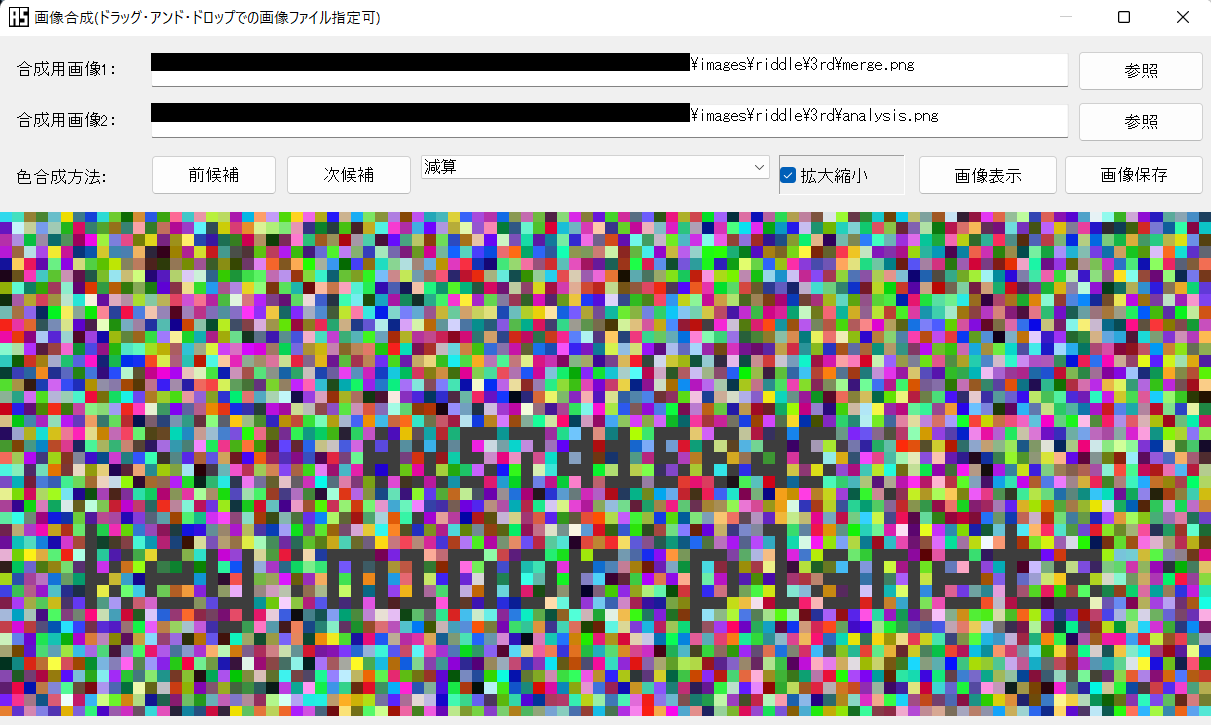 画像合成(ドラッグ・アンド・ドロップでの画像ファイル指定可)
合成用画像1: ¥images¥riddle¥3rd¥merge.png 参照
合成用画像2: ¥images¥riddle¥3rd¥analysis.png 参照
色合成方法: 前候補 次候補 減算 拡大縮小 画像表示 画像保存